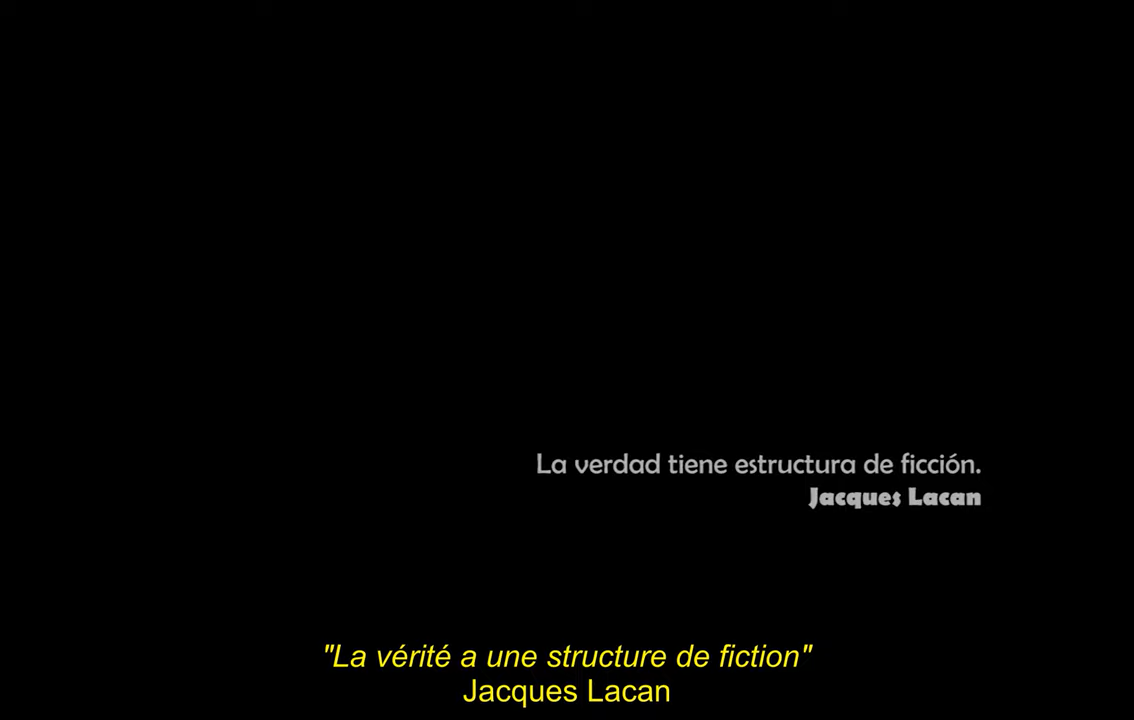 La verdad tiene estructura de ficción.
Jacques Lacan
"La vérité a une structure de fiction"
Jacques Lacan